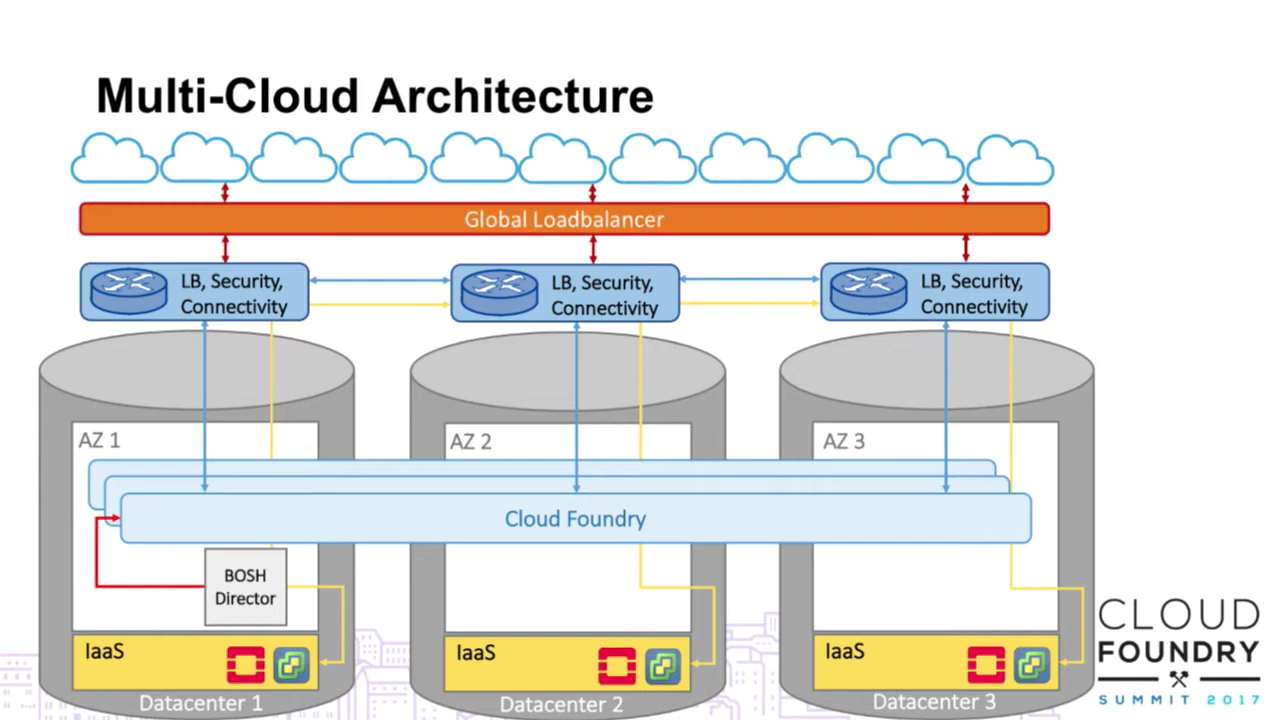 Multi-Cloud Architecture
Global Loadbalancer
LB, Security,
Connectivity
LB, Security,
Connectivity
LB, Security,
Connectivity
AZ 1
AZ 2
AZ 3
Cloud Foundry
BOSH
Director
IaaS
IaaS
IaaS
Datacenter 1
Datacenter 2
Datacenter 3
CLOUD
FOUNDRY
SUMMIT 2017